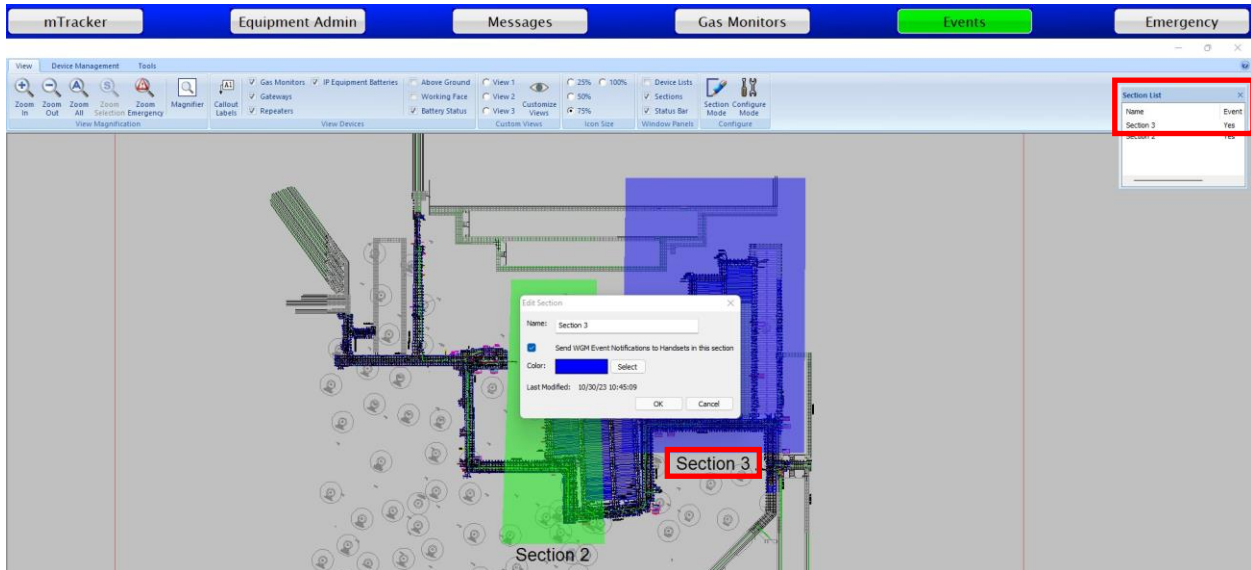 mTracker Equipment Admin Messages Gas Monitors Events Emergency
View Device Management Tools
Zoom In
Zoom Out
Zoom All
Zoom Selection
Zoom Emergency
Magnifier
View Magnification
Callout Labels
Gas Monitors IP Equipment Batteries
Gateways
Repeaters
Above Ground
Working Face
Battery Status
View Devices
View 1
View 2
View 3
Customize Views
Custom Views
25% 100%
50%
75%
Icon Size
Device Lists
Sections
Status Bar
Window Panels
Section Mode
Configure Mode
Configure
Section List
Name Event
Section 3 Yes
Section 2 Yes
Edit Section
Name: Section 3
Send WGM Event Notifications to Handsets in this section
Color: Select
Last Modified: 10/30/23 10:45:09
OK Cancel
Section 3
Section 2